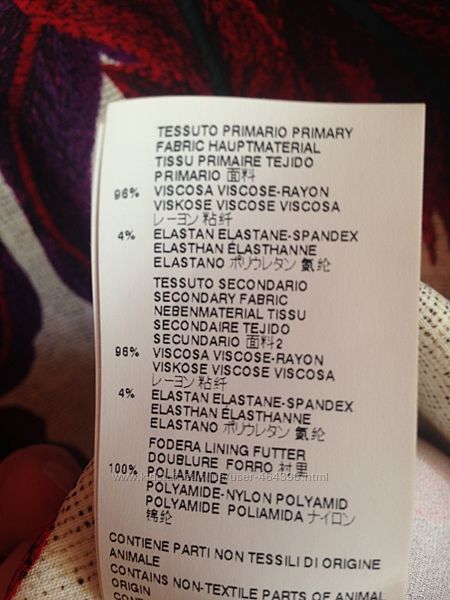 TESSUTO PRIMARIO PRIMARY
FABRIC HAUPTMATERIAL
TISSU PRIMAIRE TEJIDO
PRIMARIO 面料
96% VISCOSA VISCOSE-RAYON
VISKOSE VISCOSE VISCOSA
レーヨン 粘纤
4% ELASTAN ELASTANE-SPANDEX
ELASTHAN ÉLASTHANNE
ELASTANO ポリウレタン 氨纶
TESSUTO SECONDARIO
SECONDARY FABRIC
NEBENMATERIAL TISSU
SECONDAIRE TEJIDO
SECUNDARIO 面料2
96% VISCOSA VISCOSE-RAYON
VISKOSE VISCOSE VISCOSA
レーヨン 粘纤
4% ELASTAN ELASTANE-SPANDEX
ELASTHAN ÉLASTHANNE
ELASTANO ポリウレタン 氨纶
FODERA LINING FUTTER
DOUBLURE FORRO 衬里
100% POLIAMMIDE
POLYAMIDE-NYLON POLYAMID
POLYAMIDE POLIAMIDA ナイロン
锦纶
CONTIENE PARTI NON TESSILI DI ORIGINE
ANIMALE
CONTAINS NON-TEXTILE PARTS OF ANIMAL
ORIGIN